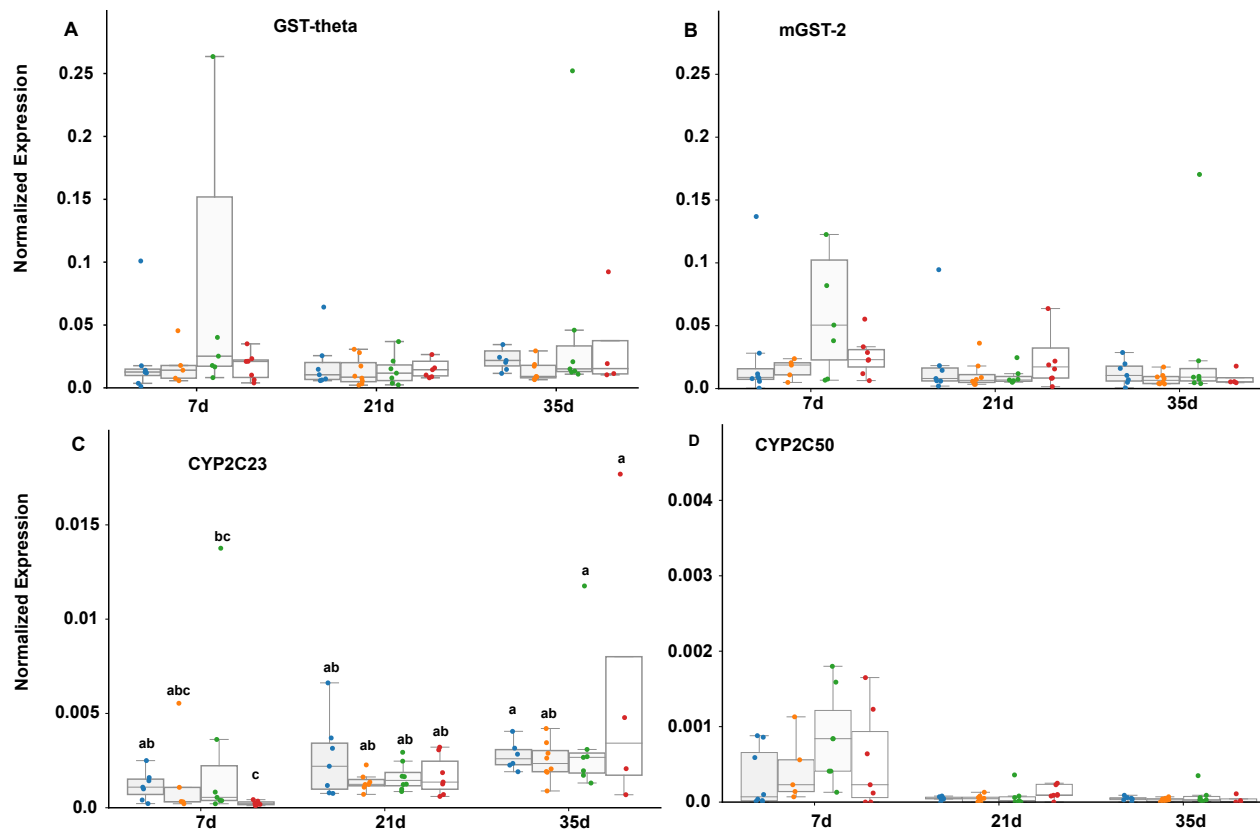 A GST-theta
Normalized Expression
0.25
0.2
0.15
0.1
0.05
0.0
7d 21d 35d
B mGST-2
0.25
0.2
0.15
0.1
0.05
0.0
7d 21d 35d
C CYP2C23
Normalized Expression
0.015
0.010
0.005
0.0
ab abc bc c ab ab ab ab a ab a a
7d 21d 35d
D CYP2C50
0.004
0.003
0.002
0.001
0.0
7d 21d 35d